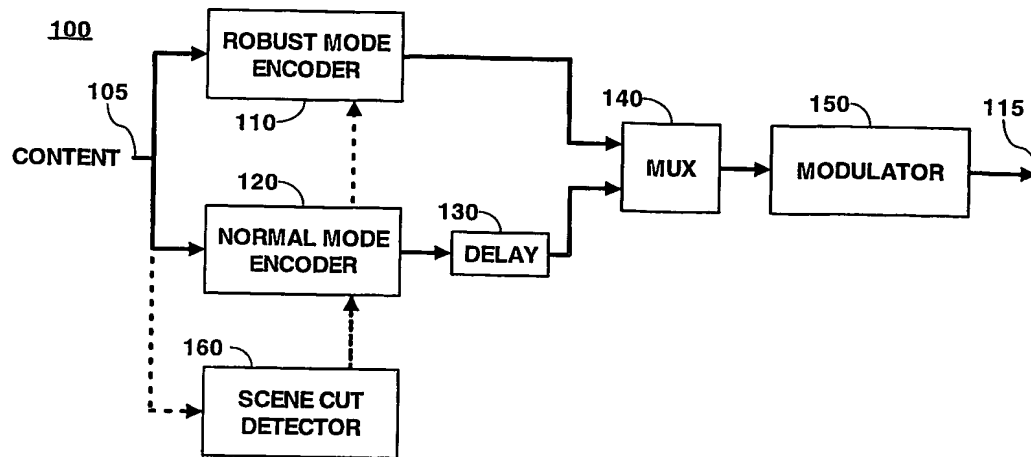 100
ROBUST MODE
ENCODER
110
105
CONTENT
120
NORMAL MODE
ENCODER
130
DELAY
140
MUX
150
MODULATOR
115
160
SCENE CUT
DETECTOR